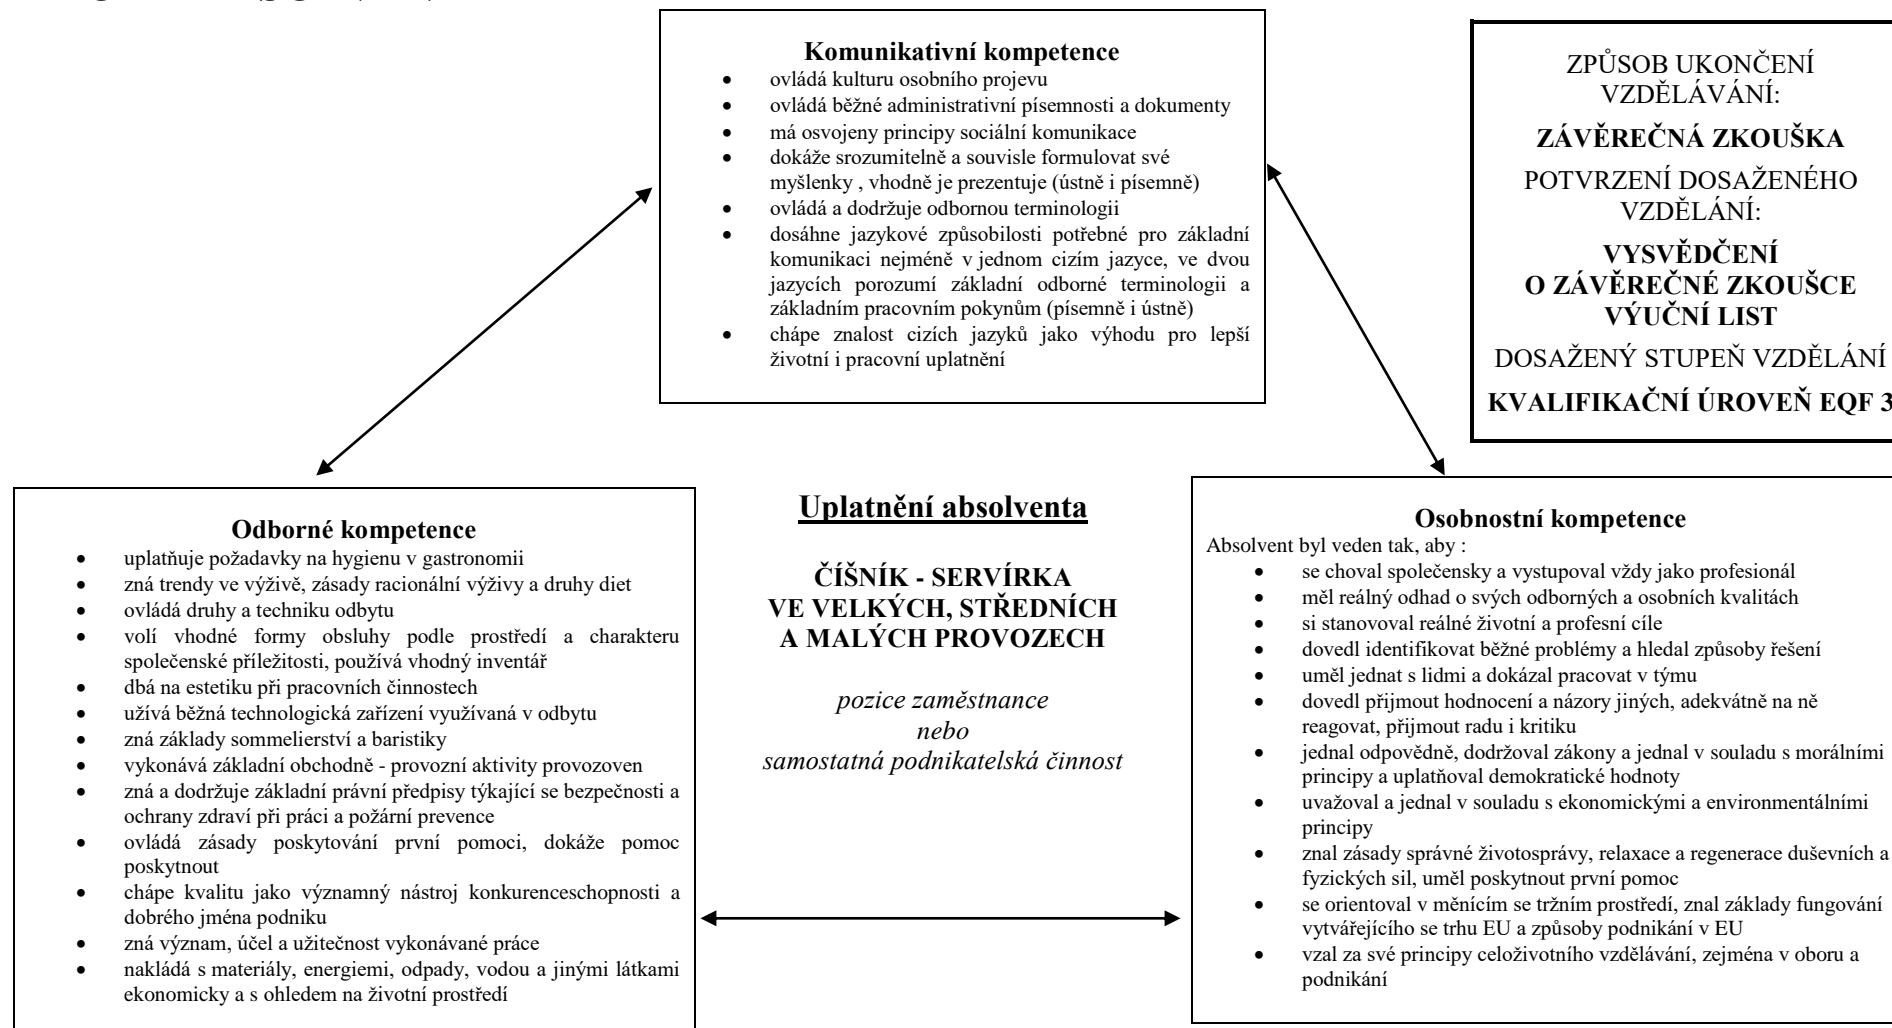 Komunikativní kompetence
• ovládá kulturu osobního projevu
• ovládá běžné administrativní písemnosti a dokumenty
• má osvojeny principy sociální komunikace
• dokáže srozumitelně a souvisle formulovat své
myšlenky , vhodně je prezentuje (ústně i písemně)
• ovládá a dodržuje odbornou terminologii
• dosáhne jazykové způsobilosti potřebné pro základní
komunikaci nejméně v jednom cizím jazyce, ve dvou
jazycích porozumí základní odborné terminologii a
základním pracovním pokynům (písemně i ústně)
• chápe znalost cizích jazyků jako výhodu pro lepší
životní i pracovní uplatnění
ZPŮSOB UKONČENÍ
VZDĚLÁVÁNÍ:
ZÁVĚREČNÁ ZKOUŠKA
POTVRZENÍ DOSAŽENÉHO
VZDĚLÁNÍ:
VYSVĚDČENÍ
O ZÁVĚREČNÉ ZKOUŠCE
VÝUČNÍ LIST
DOSAŽENÝ STUPEŇ VZDĚLÁNÍ
KVALIFIKAČNÍ ÚROVEŇ EQF 3
Odborné kompetence
• uplatňuje požadavky na hygienu v gastronomii
• zná trendy ve výživě, zásady racionální výživy a druhy diet
• ovládá druhy a techniku odbytu
• volí vhodné formy obsluhy podle prostředí a charakteru
společenské příležitosti, používá vhodný inventář
• dbá na estetiku při pracovních činnostech
• užívá běžná technologická zařízení využívaná v odbytu
• zná základy sommelierství a baristiky
• vykonává základní obchodně - provozní aktivity provozoven
• zná a dodržuje základní právní předpisy týkající se bezpečnosti a
ochrany zdraví při práci a požární prevence
• ovládá zásady poskytování první pomoci, dokáže pomoc
poskytnout
• chápe kvalitu jako významný nástroj konkurenceschopnosti a
dobrého jména podniku
• zná význam, účel a užitečnost vykonávané práce
• nakládá s materiály, energiemi, odpady, vodou a jinými látkami
ekonomicky a s ohledem na životní prostředí
Uplatnění absolventa
ČÍŠNÍK - SERVÍRKA
VE VELKÝCH, STŘEDNÍCH
A MALÝCH PROVOZECH
pozice zaměstnance
nebo
samostatná podnikatelská činnost
Osobnostní kompetence
Absolvent byl veden tak, aby :
• se choval společensky a vystupoval vždy jako profesionál
• měl reálný odhad o svých odborných a osobních kvalitách
• si stanovoval reálné životní a profesní cíle
• dovedl identifikovat běžné problémy a hledal způsoby řešení
• uměl jednat s lidmi a dokázal pracovat v týmu
• dovedl přijmout hodnocení a názory jiných, adekvátně na ně
reagovat, přijmout radu i kritiku
• jednal odpovědně, dodržoval zákony a jednal v souladu s morálními
principy a uplatňoval demokratické hodnoty
• uvažoval a jednal v souladu s ekonomickými a environmentálními
principy
• znal zásady správné životosprávy, relaxace a regenerace duševních a
fyzických sil, uměl poskytnout první pomoc
• se orientoval v měnícím se tržním prostředí, znal základy fungování
vytvářejícího se trhu EU a způsoby podnikání v EU
• vzal za své principy celoživotního vzdělávání, zejména v oboru a
podnikání